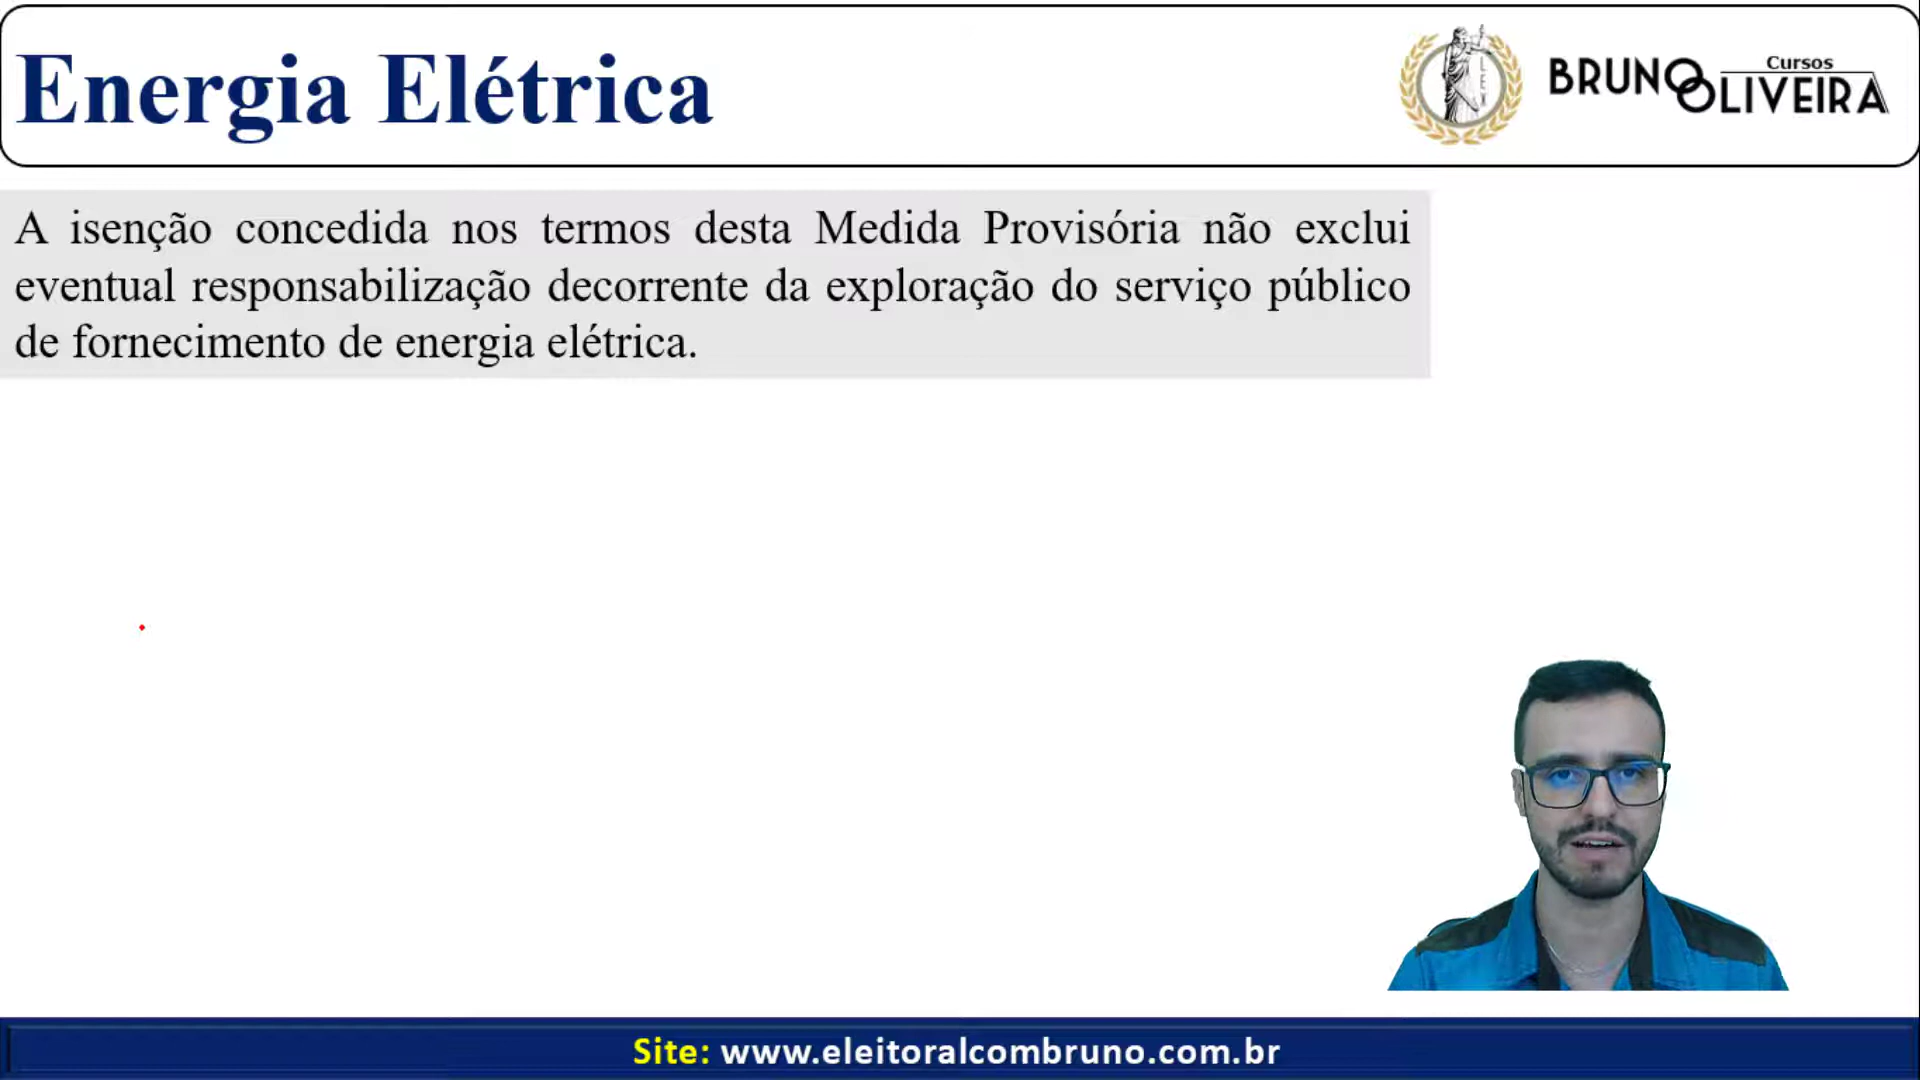 Energia Elétrica
LEX
Cursos
BRUNO OLIVEIRA
A isenção concedida nos termos desta Medida Provisória não exclui
eventual responsabilização decorrente da exploração do serviço público
de fornecimento de energia elétrica.
Site: www.eleitoralcombruno.com.br